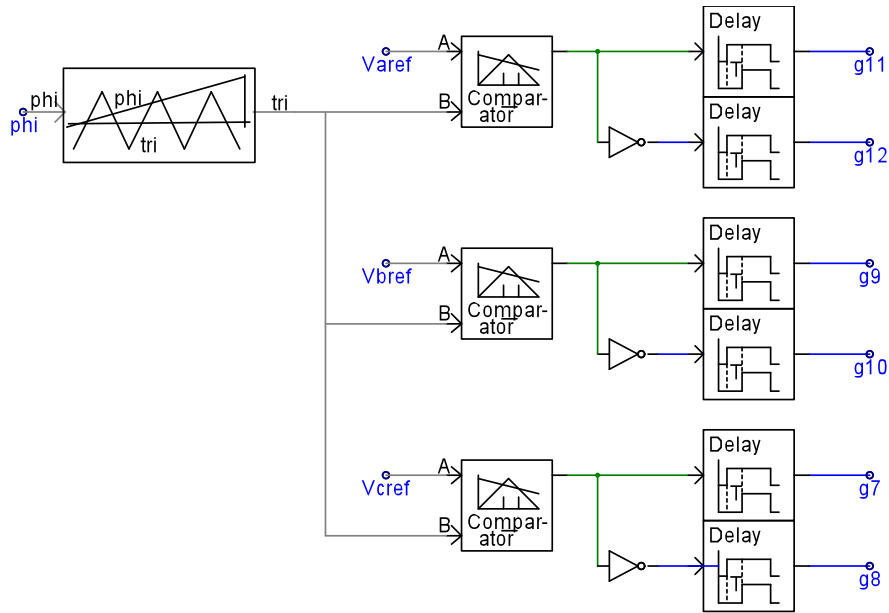 Delay
A
Varef
g11
phi
phi
tri
phi
tri
B
Compar-
ator
T
Delay
g12
T
Delay
A
Vbref
g9
B
Compar-
ator
T
Delay
g10
T
Delay
A
Vcref
g7
B
Compar-
ator
T
Delay
g8
T